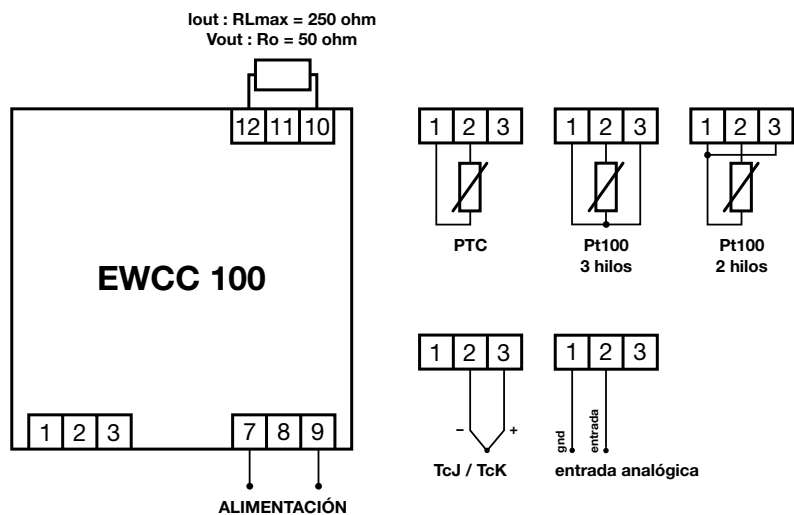 Iout : RLmax = 250 ohm
Vout : Ro = 50 ohm
12 11 10
EWCC 100
1 2 3
7 8 9
ALIMENTACIÓN
1 2 3
PTC
1 2 3
Pt100
3 hilos
1 2 3
Pt100
2 hilos
1 2 3
– +
TcJ / TcK
1 2 3
gnd
entrada
entrada analógica